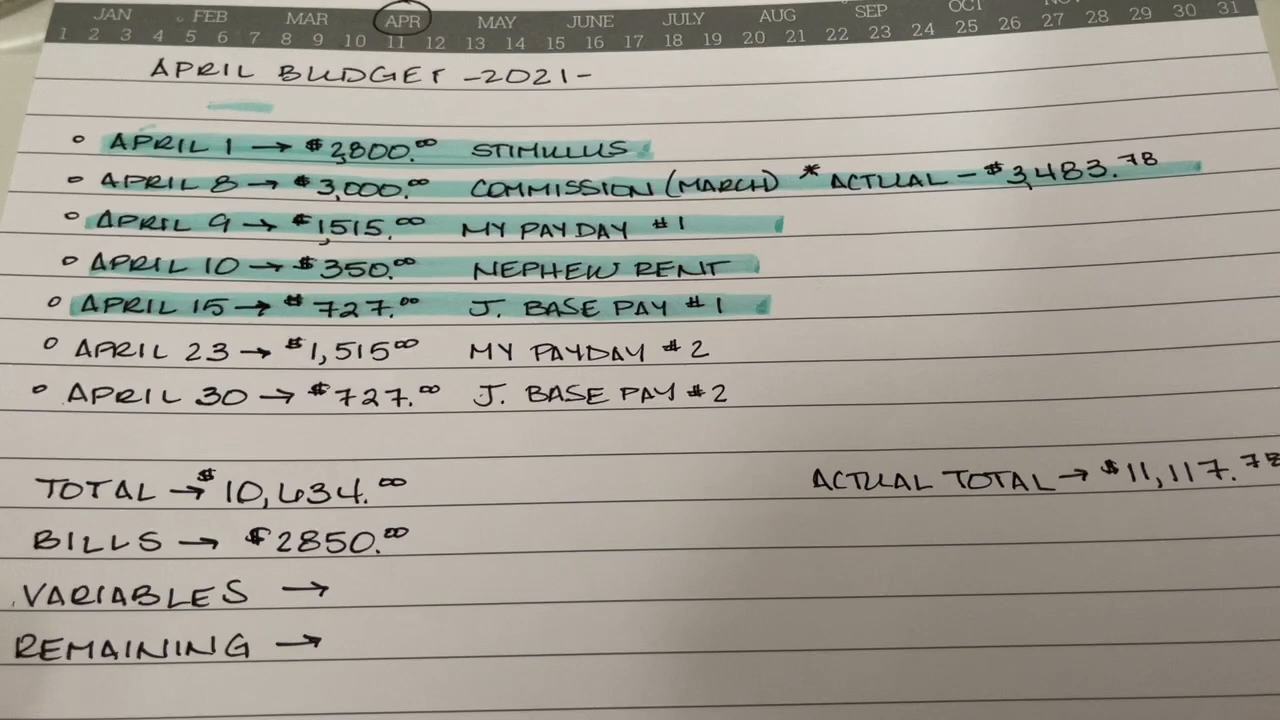 JAN FEB MAR APR MAY JUNE JULY AUG SEP OCT
1 2 3 4 5 6 7 8 9 10 11 12 13 14 15 16 17 18 19 20 21 22 23 24 25 26 27 28 29 30 31
APRIL BUDGET -2021-
° APRIL 1 → $2,800.00 STIMULUS
° APRIL 8 → $3,000.00 COMMISSION (MARCH) * ACTUAL - $3,483.78
° APRIL 9 → $1,515.00 MY PAYDAY #1
° APRIL 10 → $350.00 NEPHEW RENT
° APRIL 15 → $727.00 J. BASE PAY #1
° APRIL 23 → $1,515 00 MY PAYDAY #2
° APRIL 30 → $727.00 J. BASE PAY #2
TOTAL → $10,634.00 ACTUAL TOTAL → $11,117.78
BILLS → $2850.00
VARIABLES →
REMAINING →